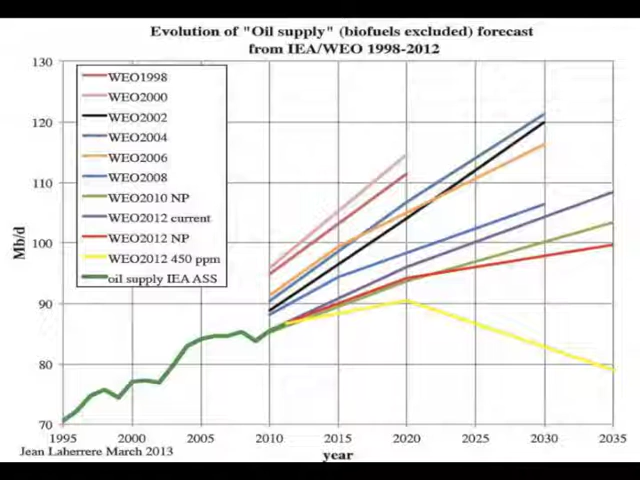 Evolution of "Oil supply" (biofuels excluded) forecast
from IEA/WEO 1998-2012
130
120
110
100
90
80
70
Mb/d
WEO1998
WEO2000
WEO2002
WEO2004
WEO2006
WEO2008
WEO2010 NP
WEO2012 current
WEO2012 NP
WEO2012 450 ppm
oil supply IEA ASS
1995 2000 2005 2010 2015 2020 2025 2030 2035
Jean Laherrere March 2013
year